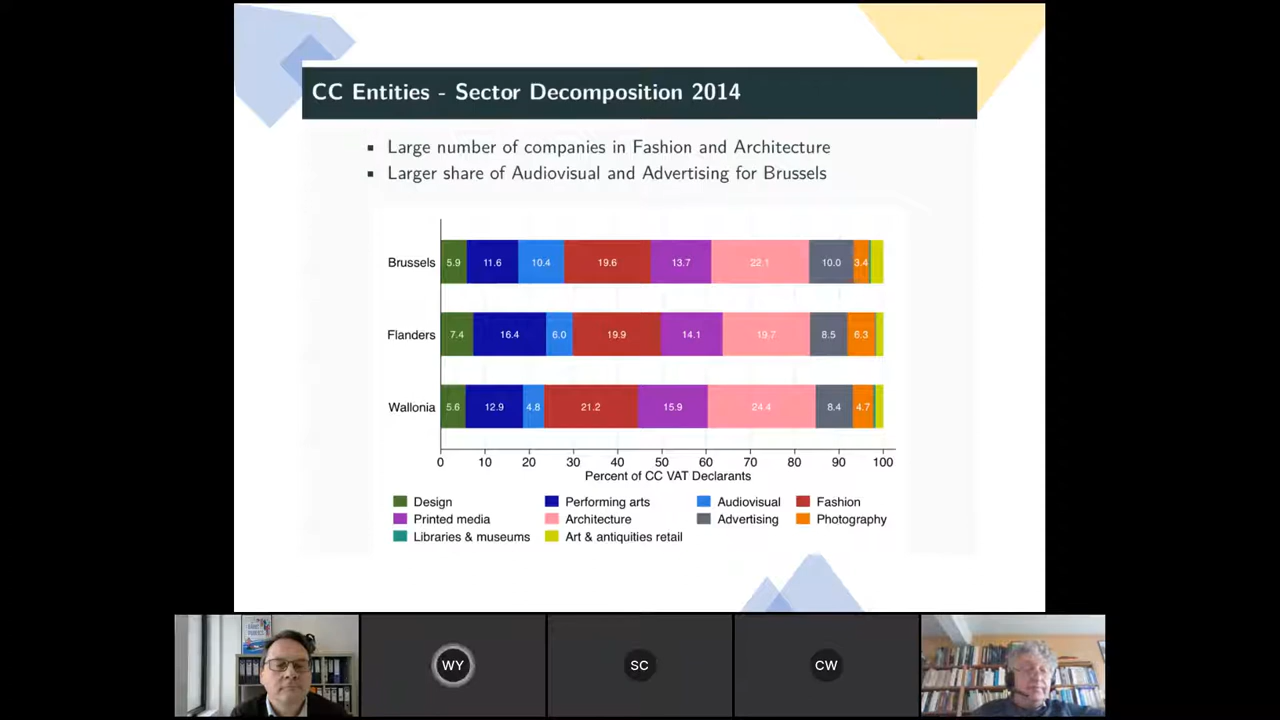 CC Entities - Sector Decomposition 2014
Large number of companies in Fashion and Architecture
Larger share of Audiovisual and Advertising for Brussels
Brussels 5.9 11.6 10.4 19.6 13.7 22.1 10.0 3.4
Flanders 7.4 16.4 6.0 19.9 14.1 19.7 8.5 6.3
Wallonia 5.6 12.9 4.8 21.2 15.9 24.4 8.4 4.7
0 10 20 30 40 50 60 70 80 90 100
Percent of CC VAT Declarants
Design Performing arts Audiovisual Fashion
Printed media Architecture Advertising Photography
Libraries & museums Art & antiquities retail
WY SC CW